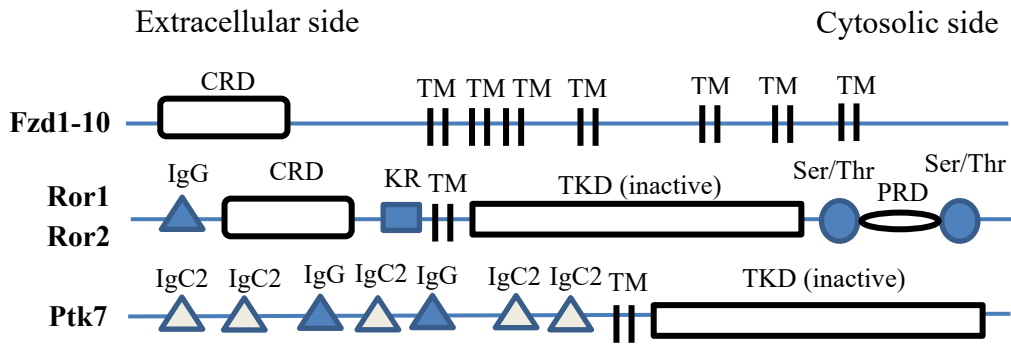 Extracellular side Cytosolic side
CRD TM TM TM TM TM TM TM
Fzd1-10
IgG CRD KR TM TKD (inactive) Ser/Thr PRD Ser/Thr
Ror1
Ror2
IgC2 IgC2 IgG IgC2 IgG IgC2 IgC2 TM TKD (inactive)
Ptk7